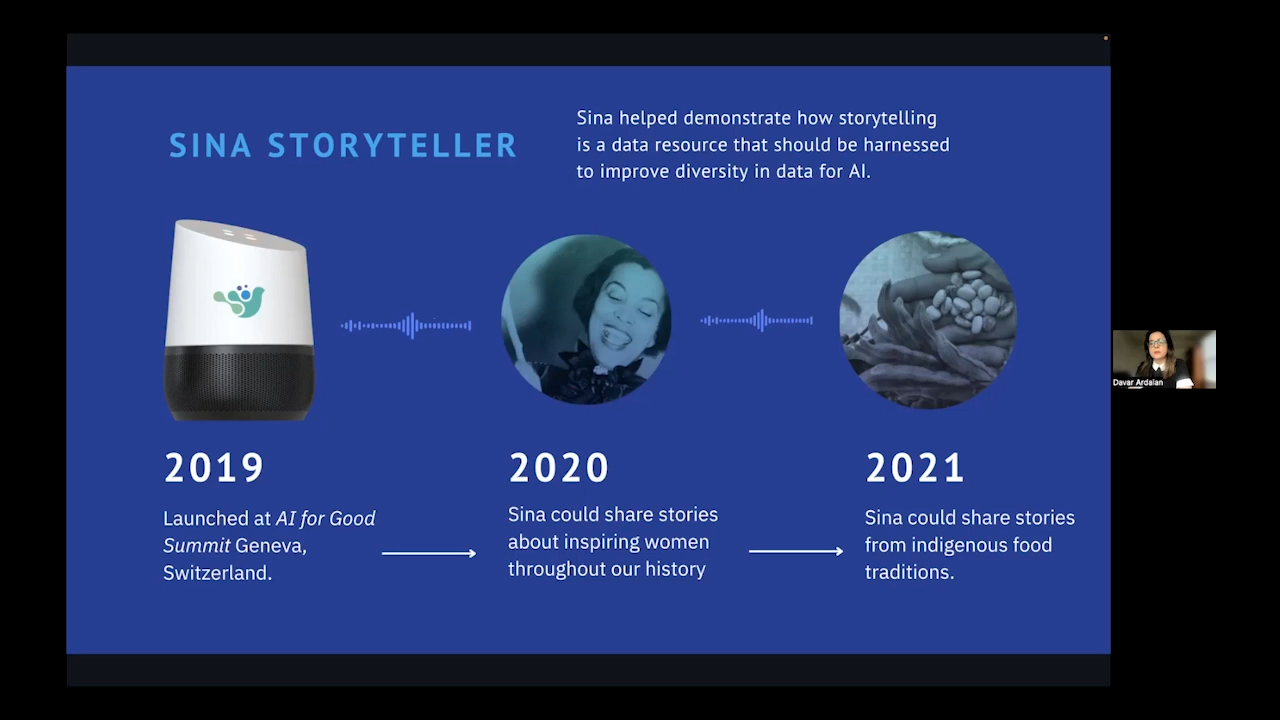 SINA STORYTELLER
Sina helped demonstrate how storytelling
is a data resource that should be harnessed
to improve diversity in data for AI.
2019
Launched at AI for Good
Summit Geneva,
Switzerland.
2020
Sina could share stories
about inspiring women
throughout our history
2021
Sina could share stories
from indigenous food
traditions.
Davar Ardalan